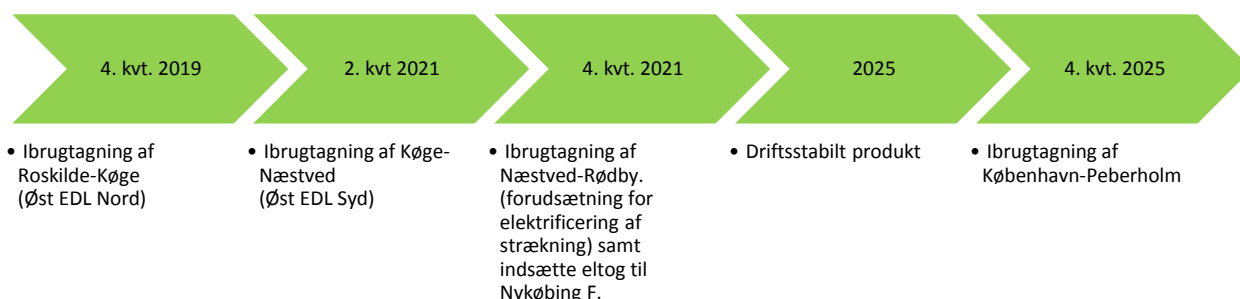 4. kvt. 2019
2. kvt 2021
4. kvt. 2021
2025
4. kvt. 2025
• Ibrugtagning af
Roskilde-Køge
(Øst EDL Nord)
• Ibrugtagning af Køge-
Næstved
(Øst EDL Syd)
• Ibrugtagning af
Næstved-Rødby.
(forudsætning for
elektrificering af
strækning) samt
indsætte eltog til
Nykøbing F.
• Driftsstabilt produkt
• Ibrugtagning af
København-Peberholm